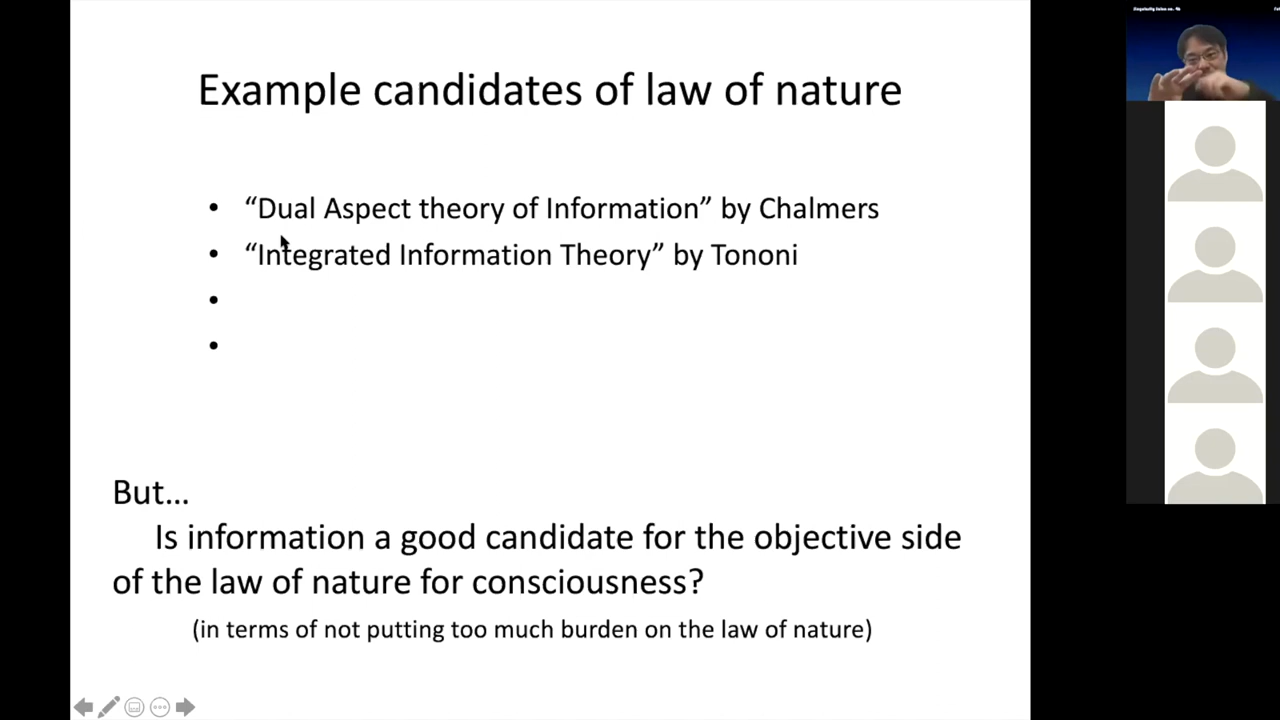 Example candidates of law of nature
• “Dual Aspect theory of Information” by Chalmers
• “Integrated Information Theory” by Tononi
•
•
But...
Is information a good candidate for the objective side
of the law of nature for consciousness?
(in terms of not putting too much burden on the law of nature)